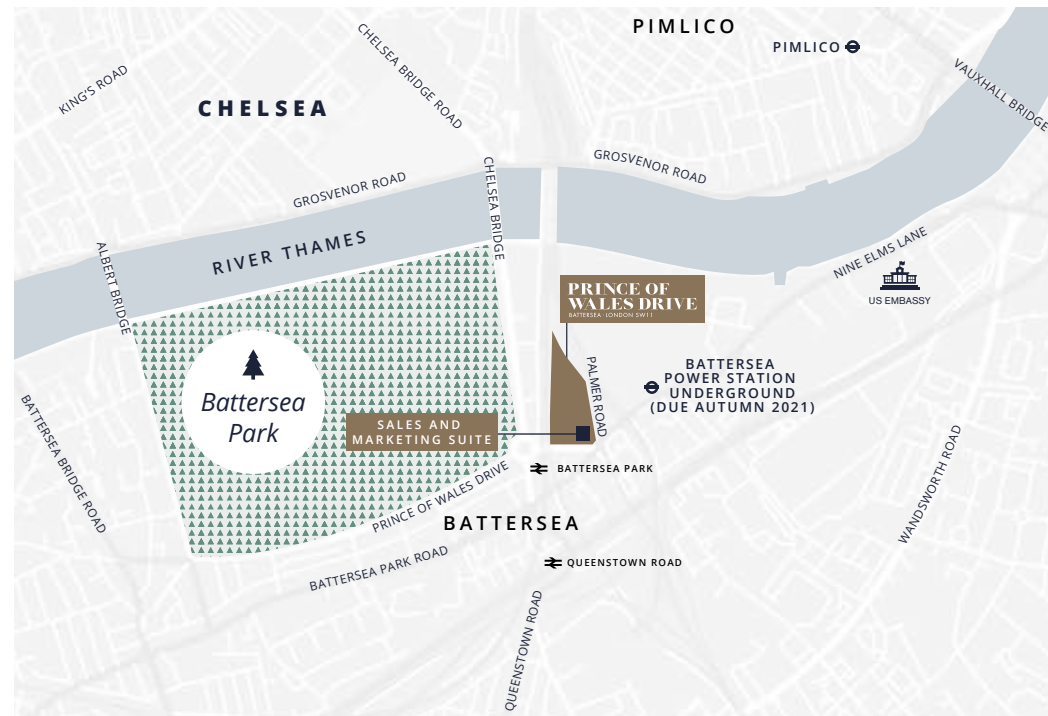 PIMLICO
PIMLICO
CHELSEA BRIDGE ROAD
KING'S ROAD
VAUXHALL BRIDGE
CHELSEA
GROSVENOR ROAD
GROSVENOR ROAD
CHELSEA BRIDGE
RIVER THAMES
ALBERT BRIDGE
NINE ELMS LANE
US EMBASSY
PRINCE OF
WALES DRIVE
BATTERSEA · LONDON SW11
PALMER ROAD
BATTERSEA
POWER STATION
UNDERGROUND
(DUE AUTUMN 2021)
Battersea
Park
SALES AND
MARKETING SUITE
BATTERSEA BRIDGE ROAD
WANDSWORTH ROAD
BATTERSEA PARK
PRINCE OF WALES DRIVE
BATTERSEA
BATTERSEA PARK ROAD
QUEENSTOWN ROAD
QUEENSTOWN ROAD